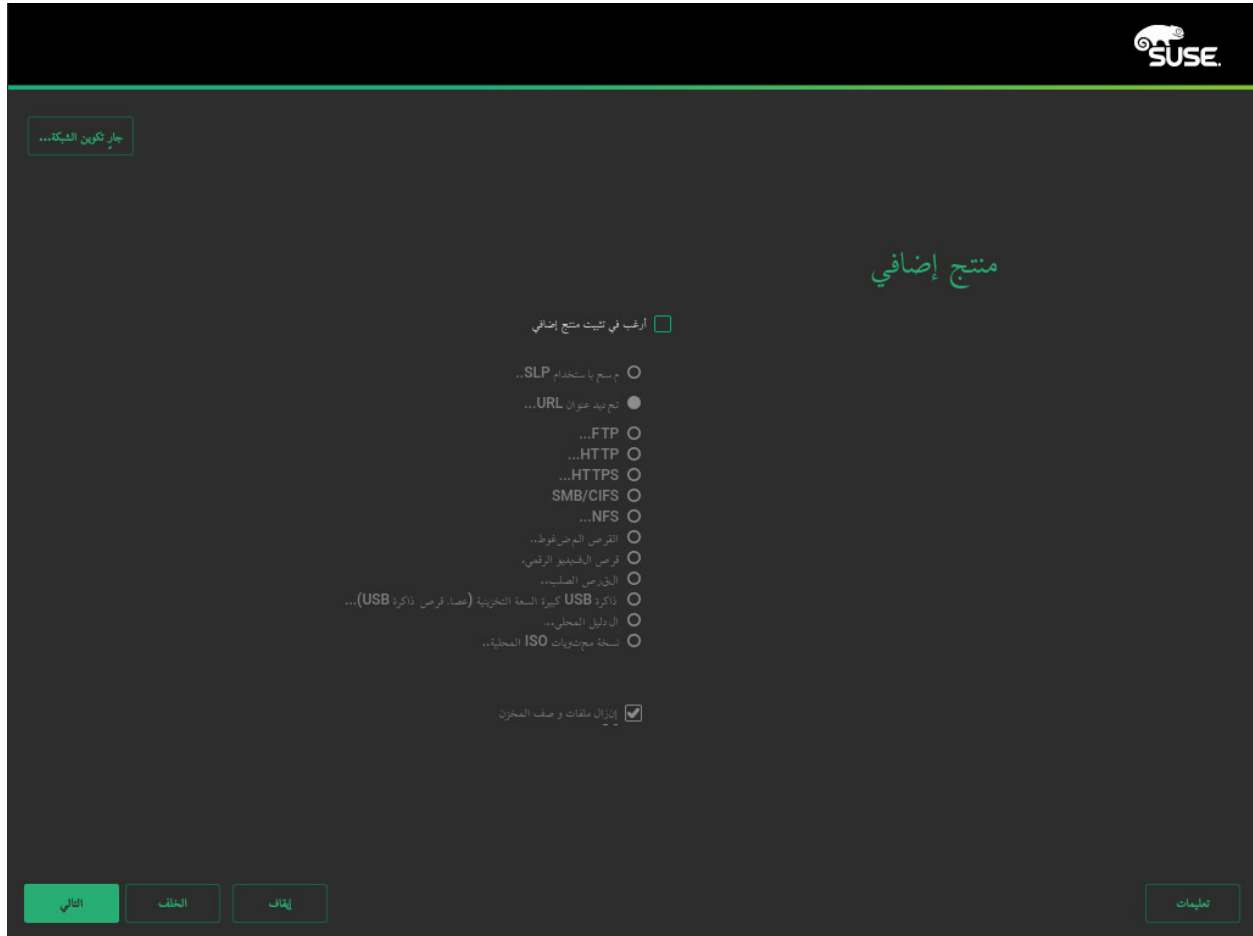 SUSE.
جارٍ تكوين الشبكة...
منتج إضافي
أرغب في تثبيت منتج إضافي
مسح باستخدام SLP..
تحديد عنوان URL...
FTP...
HTTP...
HTTPS...
SMB/CIFS
NFS...
القرص المضغوط..
قرص الفيديو الرقمي.
القرص الصلب..
ذاكرة USB كبيرة السعة التخزينية (عصا، قرص ذاكرة USB)...
الدليل المحلي...
نسخة محتويات ISO المحلية..
إنزال ملفات وصف المخزن
تعليمات
إيقاف
الخلف
التالي